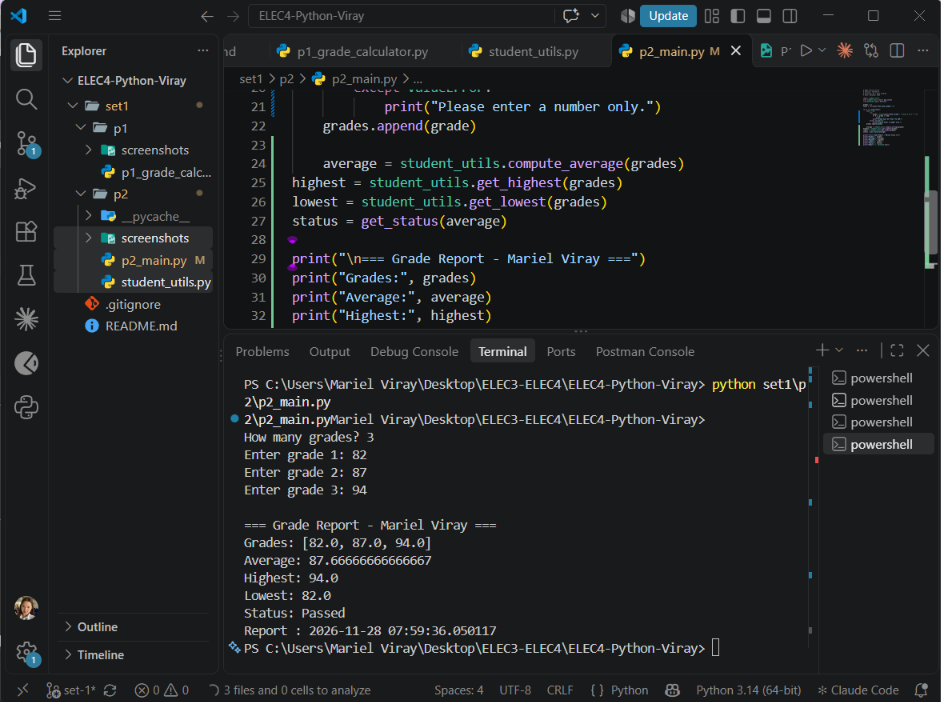 ELEC4-Python-Viray
Update
Explorer
nd
p1_grade_calculator.py
student_utils.py
p2_main.py M
set1 > p2 > p2_main.py > ...
ELEC4-Python-Viray
set1
p1
screenshots
p1_grade_calc...
p2
__pycache__
screenshots
p2_main.py M
student_utils.py
.gitignore
README.md
Outline
Timeline
1
1
20 except ValueError:
21 print("Please enter a number only.")
22 grades.append(grade)
23
24 average = student_utils.compute_average(grades)
25 highest = student_utils.get_highest(grades)
26 lowest = student_utils.get_lowest(grades)
27 status = get_status(average)
28
29 print("\n=== Grade Report - Mariel Viray ===")
30 print("Grades:", grades)
31 print("Average:", average)
32 print("Highest:", highest)
Problems Output Debug Console Terminal Ports Postman Console
PS C:\Users\Mariel Viray\Desktop\ELEC3-ELEC4\ELEC4-Python-Viray> python set1\p
2\p2_main.py
2\p2_main.pyMariel Viray\Desktop\ELEC3-ELEC4\ELEC4-Python-Viray>
How many grades? 3
Enter grade 1: 82
Enter grade 2: 87
Enter grade 3: 94
=== Grade Report - Mariel Viray ===
Grades: [82.0, 87.0, 94.0]
Average: 87.66666666666667
Highest: 94.0
Lowest: 82.0
Status: Passed
Report : 2026-11-28 07:59:36.050117
PS C:\Users\Mariel Viray\Desktop\ELEC3-ELEC4\ELEC4-Python-Viray>
powershell
powershell
powershell
powershell
set-1* 0 0 3 files and 0 cells to analyze Spaces: 4 UTF-8 CRLF { } Python Python 3.14 (64-bit) Claude Code